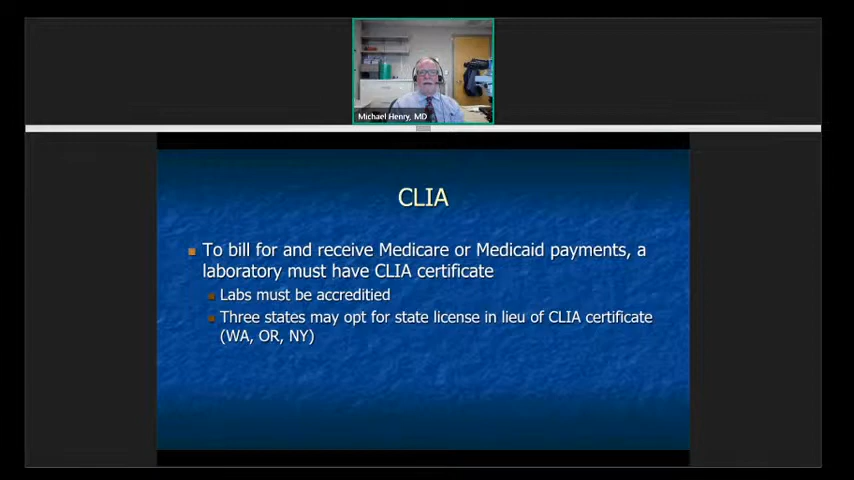 Michael Henry, MD
CLIA
To bill for and receive Medicare or Medicaid payments, a
laboratory must have CLIA certificate
Labs must be accreditied
Three states may opt for state license in lieu of CLIA certificate
(WA, OR, NY)